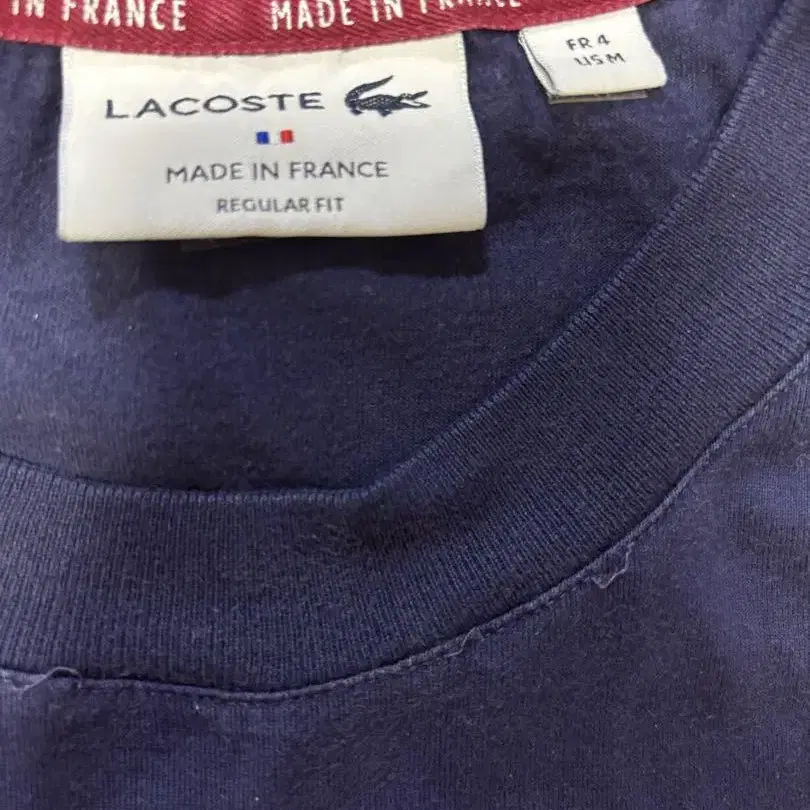 IN FRANCE MADE IN FRANCE
FR 4
US M
LACOSTE
MADE IN FRANCE
REGULAR FIT